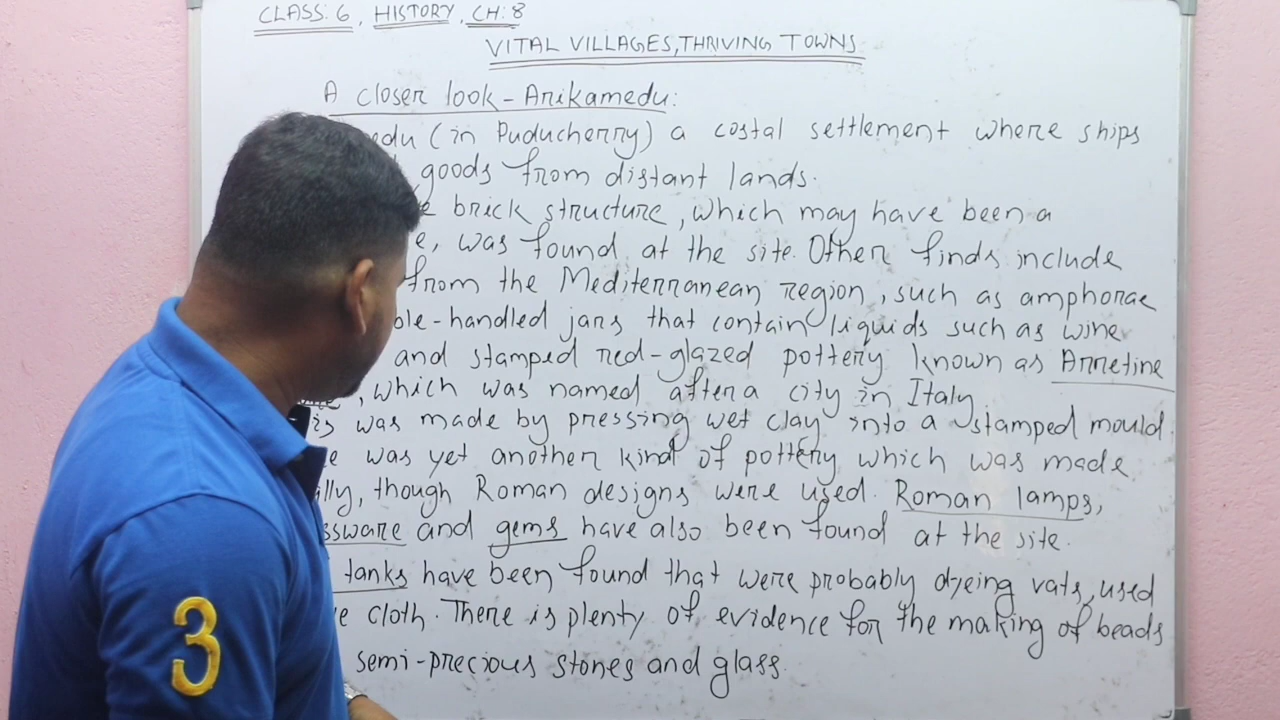 CLASS: 6, HISTORY, CH: 8
VITAL VILLAGES, THRIVING TOWNS
A closer look - Arikamedu:
edu (in Puducherry) a costal settlement where ships
goods from distant lands.
e brick structure, which may have been a
e, was found at the site. Other finds include
from the Mediterranean region, such as amphorae
ole-handled jars that contain liquids such as wine
and stamped red-glazed pottery known as Arretine
, which was named after a city in Italy
is was made by pressing wet clay into a stamped mould.
e was yet another kind of pottery which was made
ally, though Roman designs were used. Roman lamps,
ssware and gems have also been found at the site.
tanks have been found that were probably dyeing vats, used
e cloth. There is plenty of evidence for the making of beads
semi-precious stones and glass.
3